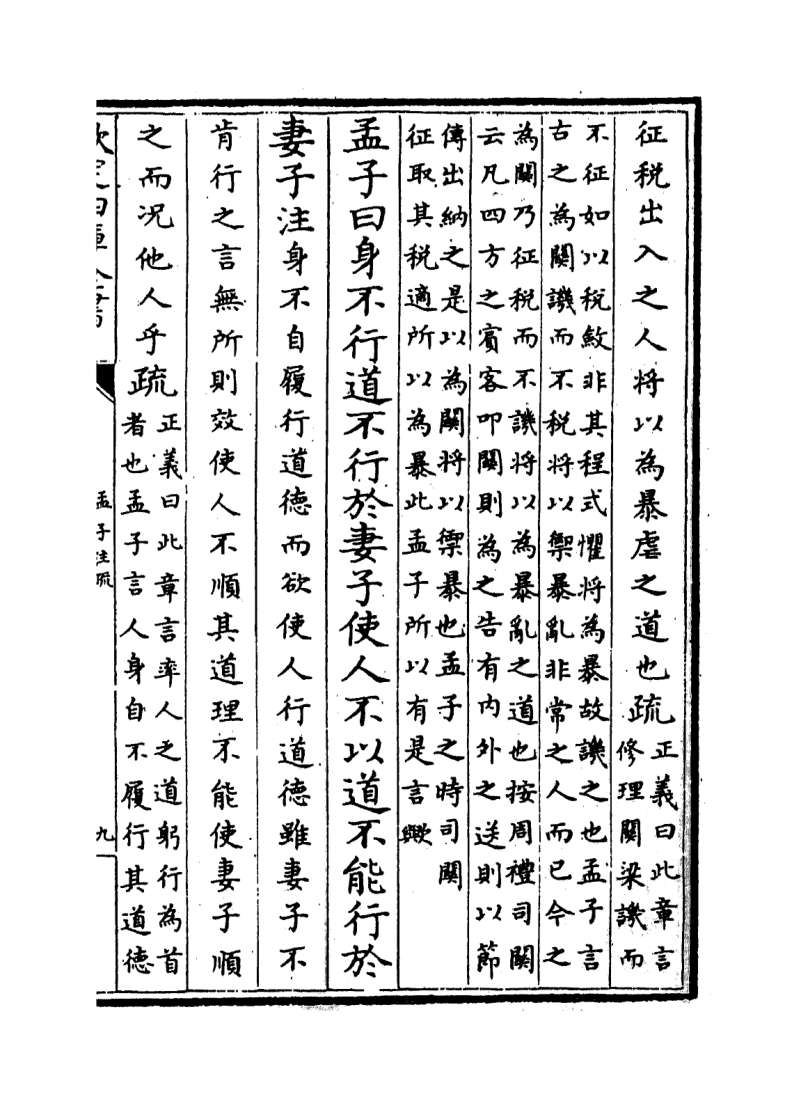 征税出入之人將以為暴虐之道也疏正義曰此章言
修理關梁譏而
不征如以税斂非其程式懼將為暴故譏之也孟子言
古之為關譏而不税將以禦暴亂非常之人而已今之
為關乃征税而不譏將以為暴亂之道也按周禮司關
云凡四方之賓客叩關則為之告有内外之送則以節
傳出納之是以為關將以禦暴也孟子之時司關
征取其税適所以為暴此孟子所以有是言歟
孟子曰身不行道不行於妻子使人不以道不能行於
妻子注身不自履行道德而欲使人行道德雖妻子不
肯行之言無所則效使人不順其道理不能使妻子順
之而況他人乎疏正義曰此章言率人之道躬行為首
者也孟子言人身自不履行其道德
欽定四庫全書
孟子注疏
九